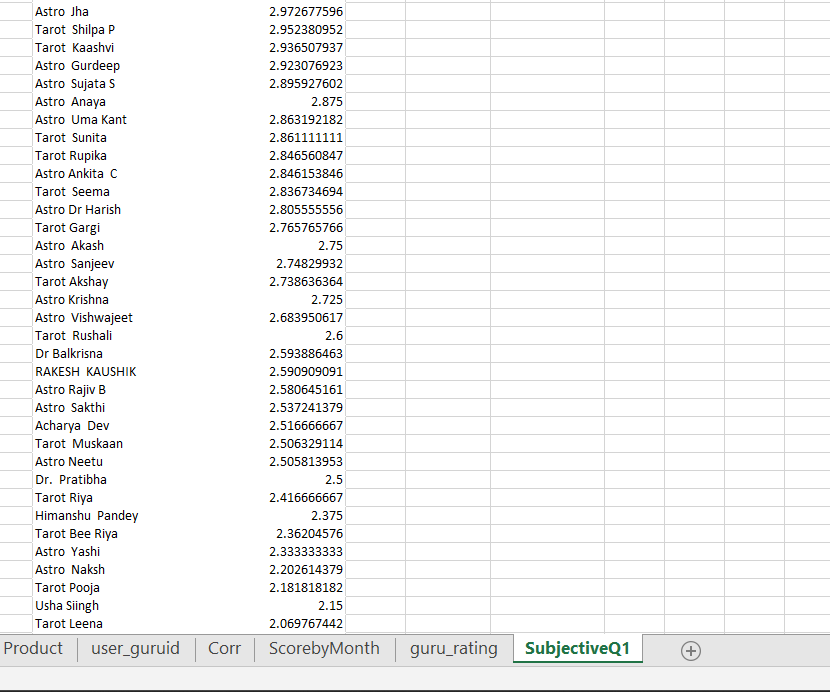 Astro  Jha 2.972677596
Tarot  Shilpa P 2.952380952
Tarot  Kaashvi 2.936507937
Astro  Gurdeep 2.923076923
Astro  Sujata S 2.895927602
Astro  Anaya 2.875
Astro  Uma Kant 2.863192182
Tarot  Sunita 2.861111111
Tarot Rupika 2.846560847
Astro Ankita  C 2.846153846
Tarot  Seema 2.836734694
Astro Dr Harish 2.805555556
Tarot Gargi 2.765765766
Astro  Akash 2.75
Astro  Sanjeev 2.74829932
Tarot Akshay 2.738636364
Astro Krishna 2.725
Astro  Vishwajeet 2.683950617
Tarot  Rushali 2.6
Dr Balkrisna 2.593886463
RAKESH  KAUSHIK 2.590909091
Astro Rajiv B 2.580645161
Astro  Sakthi 2.537241379
Acharya  Dev 2.516666667
Tarot  Muskaan 2.506329114
Astro Neetu 2.505813953
Dr.  Pratibha 2.5
Tarot Riya 2.416666667
Himanshu  Pandey 2.375
Tarot Bee Riya 2.36204576
Astro  Yashi 2.333333333
Astro  Naksh 2.202614379
Tarot Pooja 2.181818182
Usha Siingh 2.15
Tarot Leena 2.069767442
Product user_guruid Corr ScorebyMonth guru_rating SubjectiveQ1